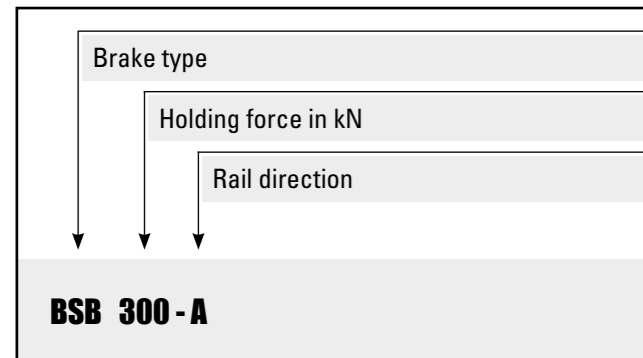 Brake type
Holding force in kN
Rail direction
BSB 300 - A